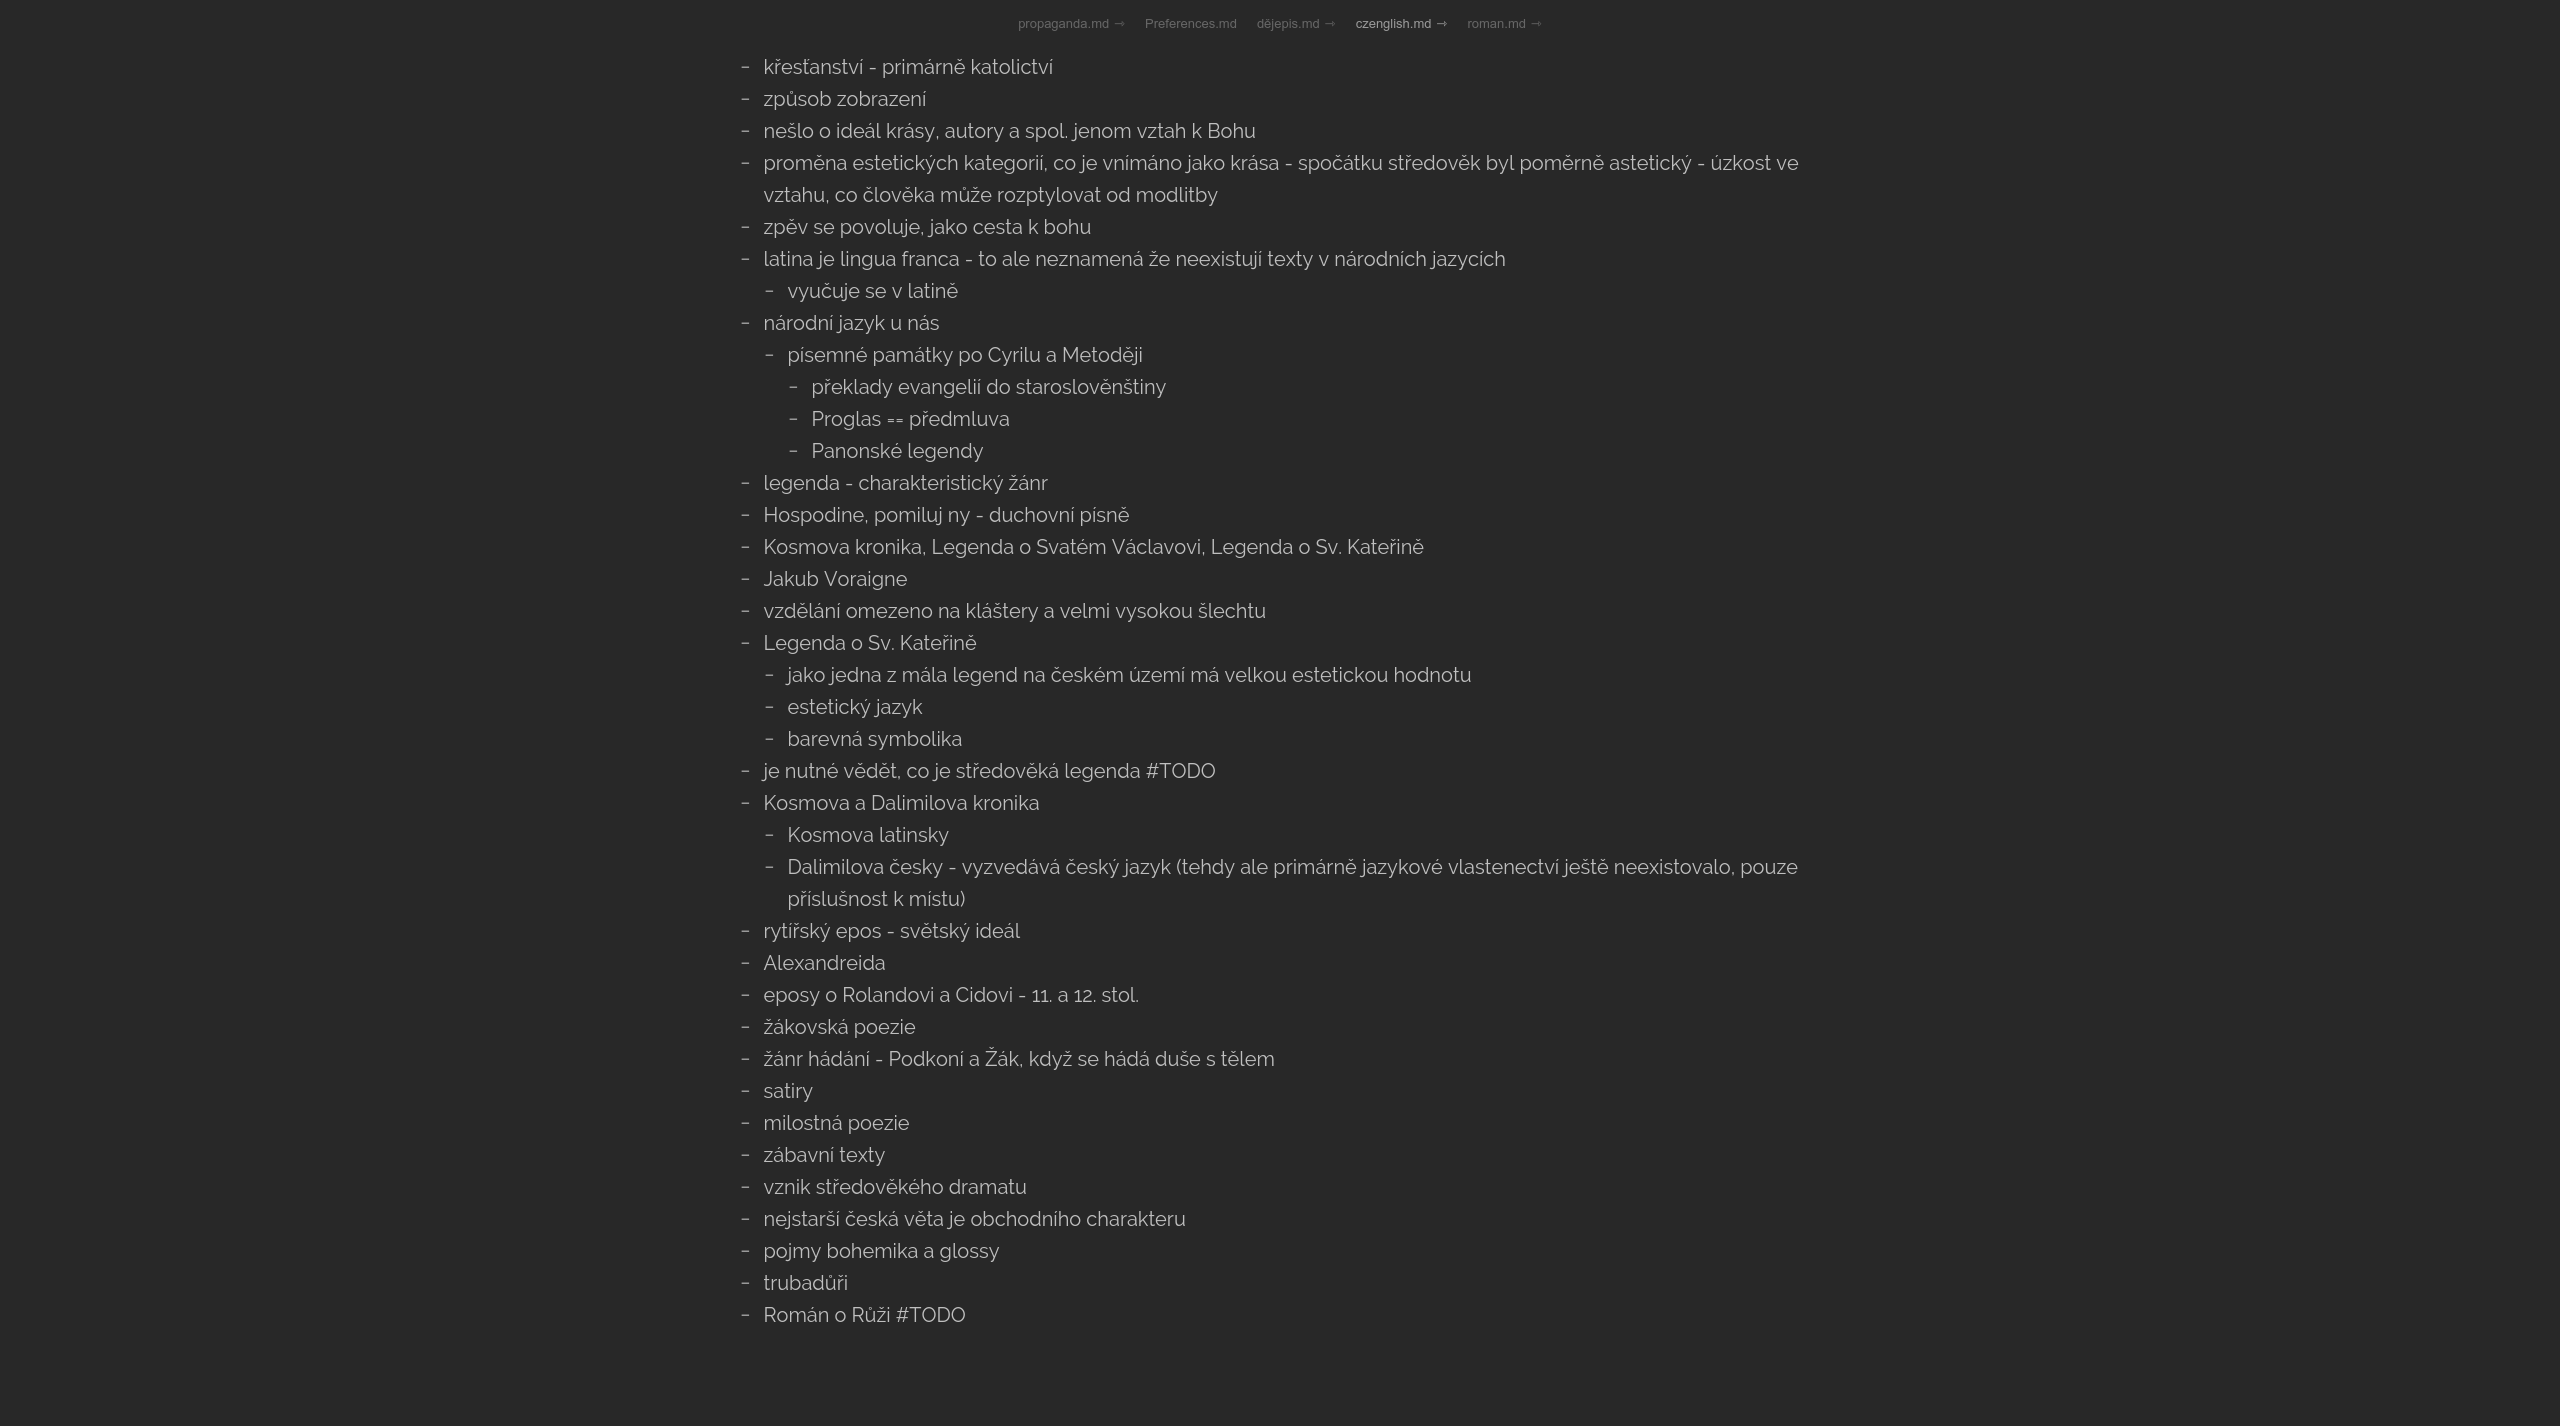 propaganda.md → Preferences.md dějepis.md → czenglish.md → roman.md →
- křesťanství - primárně katolictví
- způsob zobrazení
- nešlo o ideál krásy, autory a spol. jenom vztah k Bohu
- proměna estetických kategorií, co je vnímáno jako krása - spočátku středověk byl poměrně astetický - úzkost ve
vztahu, co člověka může rozptylovat od modlitby
- zpěv se povoluje, jako cesta k bohu
- latina je lingua franca - to ale neznamená že neexistují texty v národních jazycích
- vyučuje se v latině
- národní jazyk u nás
- písemné památky po Cyrilu a Metoději
- překlady evangelií do staroslověnštiny
- Proglas == předmluva
- Panonské legendy
- legenda - charakteristický žánr
- Hospodine, pomiluj ny - duchovní písně
- Kosmova kronika, Legenda o Svatém Václavovi, Legenda o Sv. Kateřině
- Jakub Voraigne
- vzdělání omezeno na kláštery a velmi vysokou šlechtu
- Legenda o Sv. Kateřině
- jako jedna z mála legend na českém území má velkou estetickou hodnotu
- estetický jazyk
- barevná symbolika
- je nutné vědět, co je středověká legenda #TODO
- Kosmova a Dalimilova kronika
- Kosmova latinsky
- Dalimilova česky - vyzvedává český jazyk (tehdy ale primárně jazykové vlastenectví ještě neexistovalo, pouze
příslušnost k místu)
- rytířský epos - světský ideál
- Alexandreida
- eposy o Rolandovi a Cidovi - 11. a 12. stol.
- žákovská poezie
- žánr hádání - Podkoní a Žák, když se hádá duše s tělem
- satiry
- milostná poezie
- zábavní texty
- vznik středověkého dramatu
- nejstarší česká věta je obchodního charakteru
- pojmy bohemika a glossy
- trubadůři
- Román o Růži #TODO